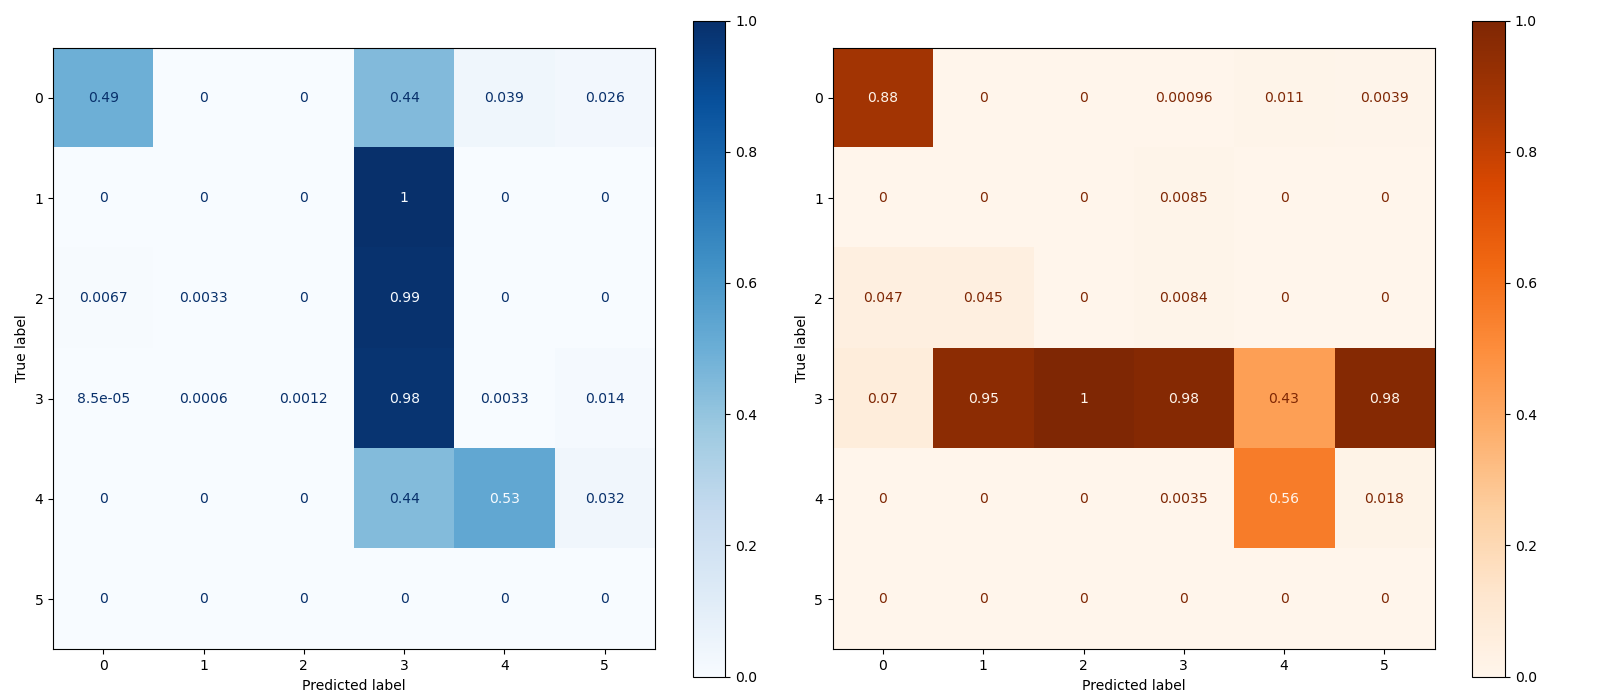 1.0
0 0.49 0 0 0.44 0.039 0.026
0.8
1 0 0 0 1 0 0
2 0.0067 0.0033 0 0.99 0 0
0.6
True label
3 8.5e-05 0.0006 0.0012 0.98 0.0033 0.014
0.4
4 0 0 0 0.44 0.53 0.032
0.2
5 0 0 0 0 0 0
0.0
0 1 2 3 4 5
Predicted label
1.0
0 0.88 0 0 0.00096 0.011 0.0039
0.8
1 0 0 0 0.0085 0 0
2 0.047 0.045 0 0.0084 0 0
0.6
True label
3 0.07 0.95 1 0.98 0.43 0.98
0.4
4 0 0 0 0.0035 0.56 0.018
0.2
5 0 0 0 0 0 0
0.0
0 1 2 3 4 5
Predicted label